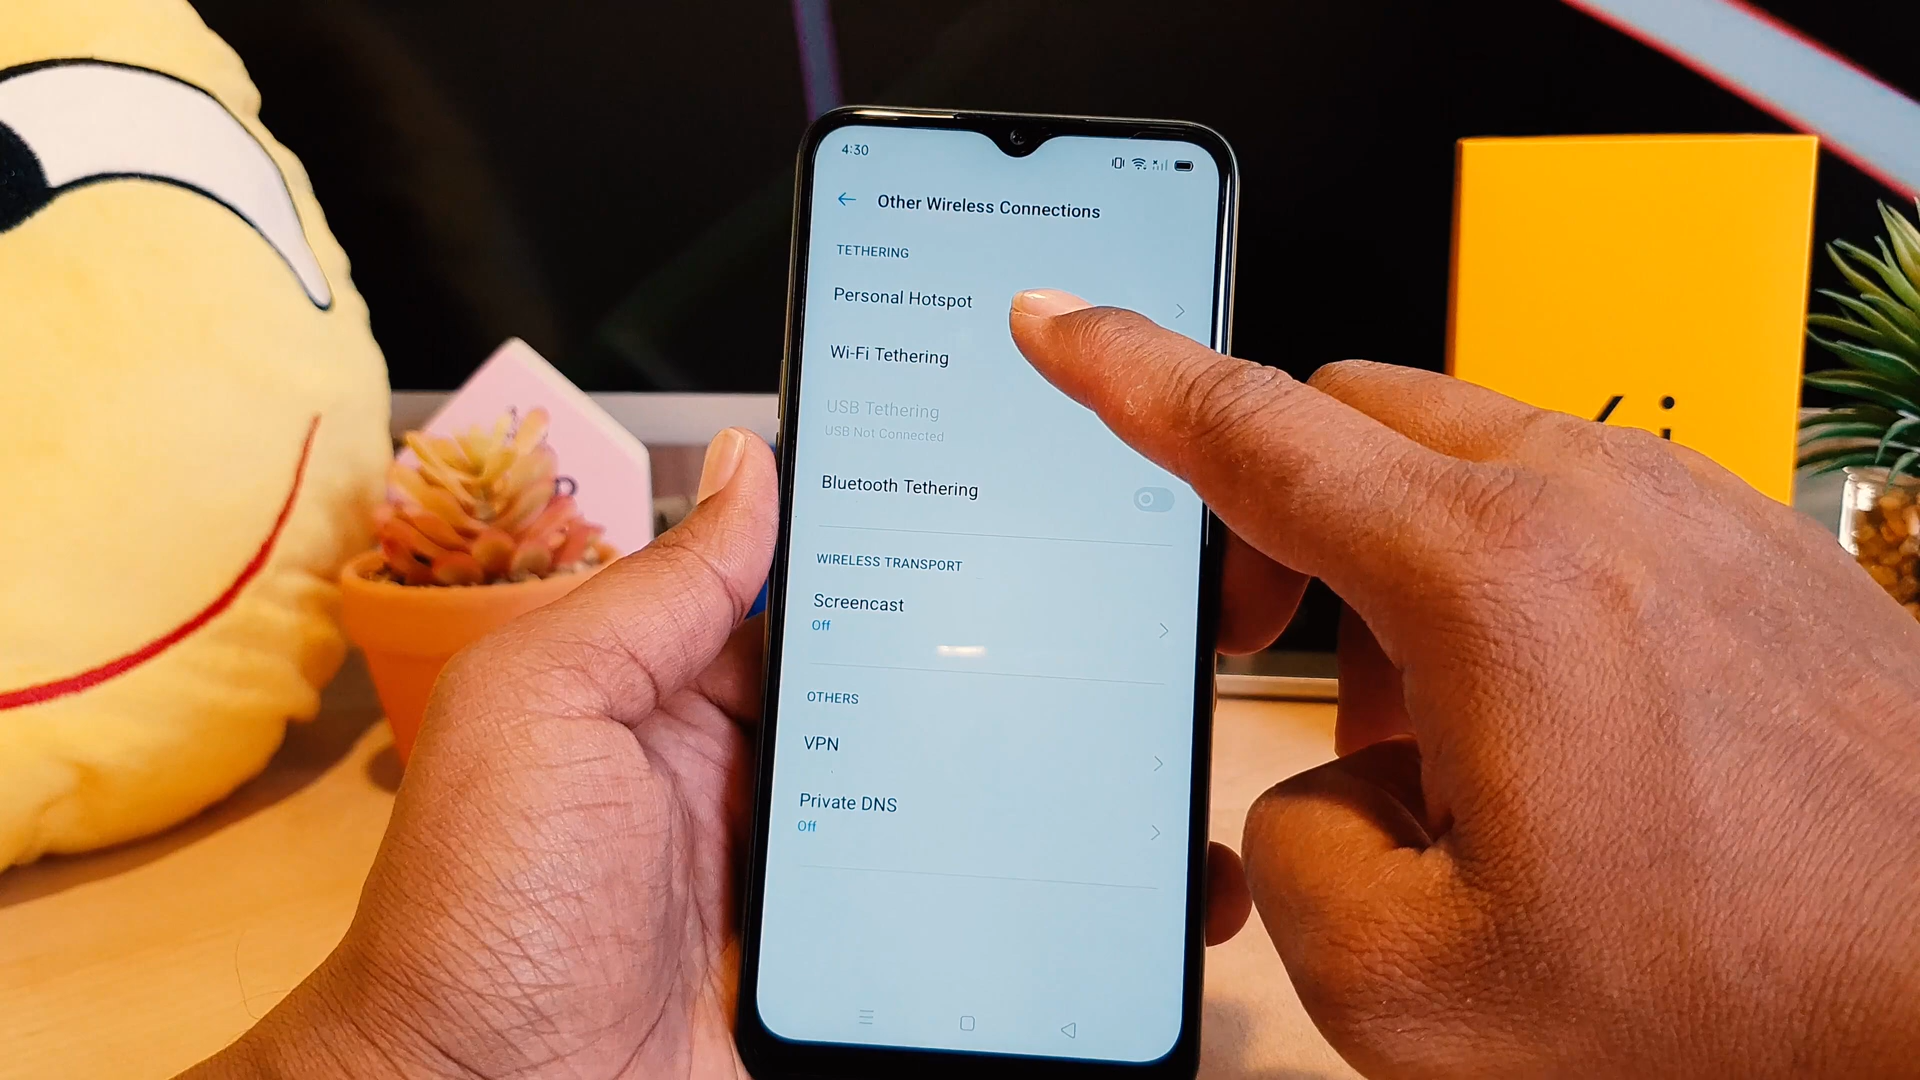 4:30
Other Wireless Connections
TETHERING
Personal Hotspot
Wi-Fi Tethering
USB Tethering
USB Not Connected
Bluetooth Tethering
WIRELESS TRANSPORT
Screencast
Off
OTHERS
VPN
Private DNS
Off